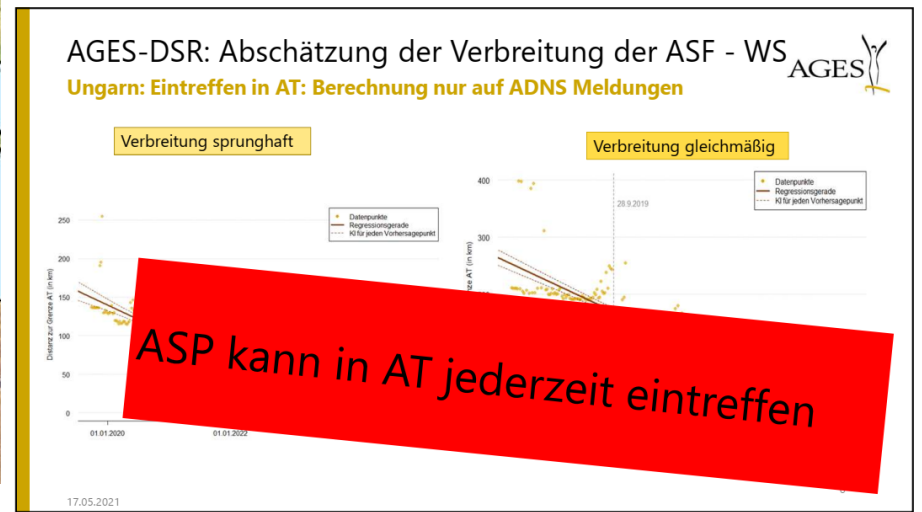 AGES-DSR: Abschätzung der Verbreitung der ASF - WS
AGES
Ungarn: Eintreffen in AT: Berechnung nur auf ADNS Meldungen
Verbreitung sprunghaft
Verbreitung gleichmäßig
Datenpunkte
Regressionsgerade
KI für jeden Vorhersagepunkt
250
200
150
100
50
0
Distanz zur Grenze AT (in km)
01.01.2020
01.01.2022
400
300
28.9.2019
Datenpunkte
Regressionsgerade
KI für jeden Vorhersagepunkt
AT (in km)
ASP kann in AT jederzeit eintreffen
17.05.2021